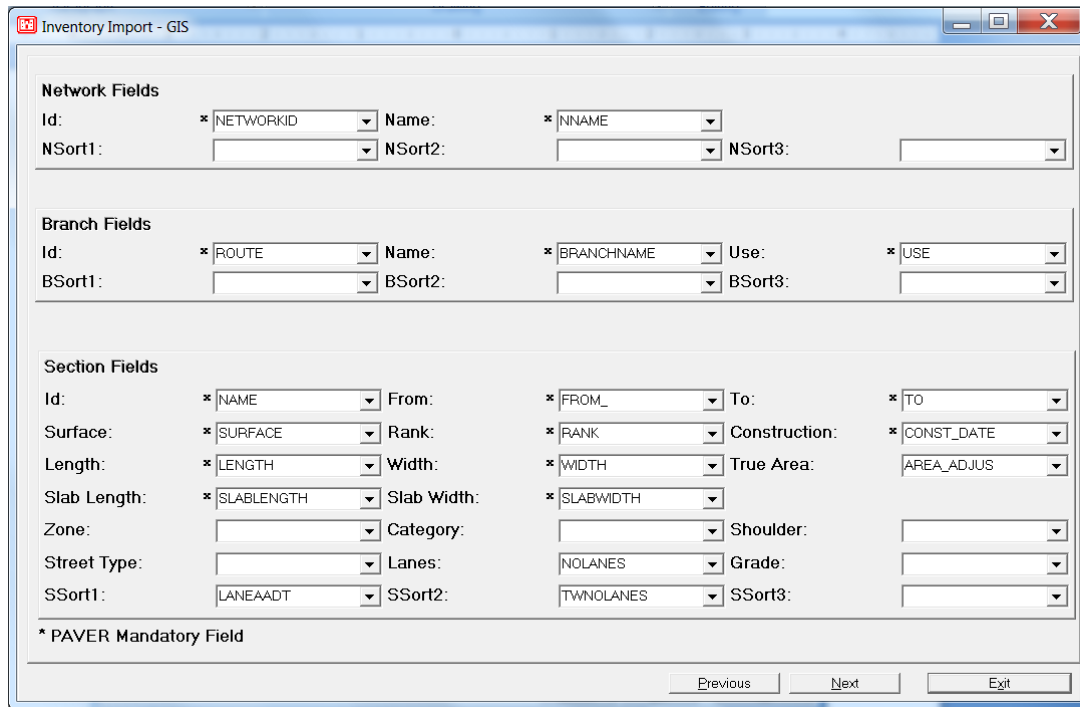 Inventory Import - GIS
Network Fields
Id: * NETWORKID Name: * NNAME
NSort1: NSort2: NSort3:
Branch Fields
Id: * ROUTE Name: * BRANCHNAME Use: * USE
BSort1: BSort2: BSort3:
Section Fields
Id: * NAME From: * FROM_ To: * TO
Surface: * SURFACE Rank: * RANK Construction: * CONST_DATE
Length: * LENGTH Width: * WIDTH True Area: AREA_ADJUS
Slab Length: * SLABLENGTH Slab Width: * SLABWIDTH
Zone: Category: Shoulder:
Street Type: Lanes: NOLANES Grade:
SSort1: LANEAADT SSort2: TWNOLANES SSort3:
* PAVER Mandatory Field
Previous Next Exit